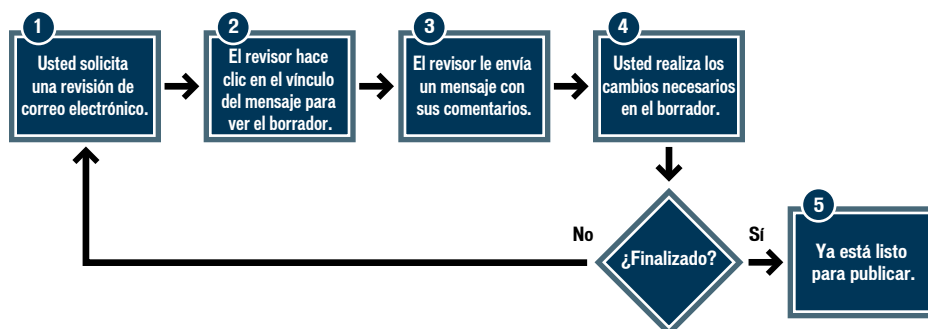 1
Usted solicita
una revisión de
correo electrónico.
2
El revisor hace
clic en el vínculo
del mensaje para
ver el borrador.
3
El revisor le envía
un mensaje con
sus comentarios.
4
Usted realiza los
cambios necesarios
en el borrador.
¿Finalizado?
No
Sí
5
Ya está listo
para publicar.